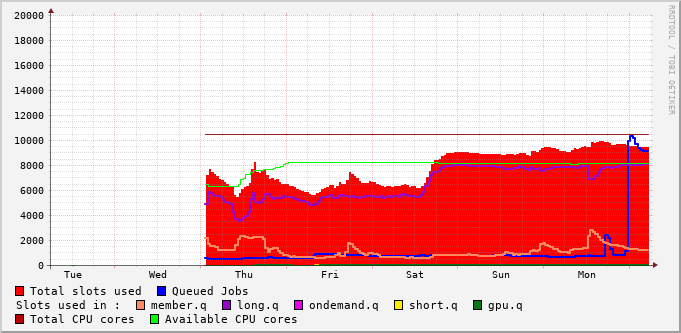 RRDTOOL / TOBI OETIKER
20000
18000
16000
14000
12000
10000
8000
6000
4000
2000
0
Tue Wed Thu Fri Sat Sun Mon
Total slots used Queued Jobs
Slots used in : member.q long.q ondemand.q short.q gpu.q
Total CPU cores Available CPU cores